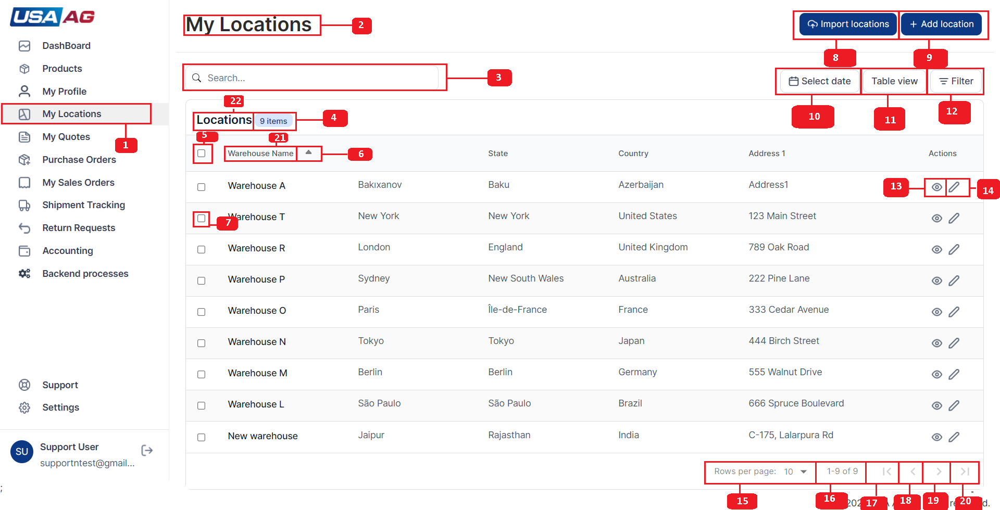 USA AG
DashBoard
Products
My Profile
My Locations
1
My Quotes
Purchase Orders
My Sales Orders
Shipment Tracking
Return Requests
Accounting
Backend processes
Support
Settings
SU
Support User
supportntest@gmail...
;
My Locations
2
Import locations
Add location
8
9
Search...
3
Select date
Table view
Filter
10
11
12
22
Locations
9 items
4
5
21
Warehouse Name
6
State
Country
Address 1
Actions
Warehouse A
Bakıxanov
Baku
Azerbaijan
Address1
13
14
7
Warehouse T
New York
New York
United States
123 Main Street
Warehouse R
London
England
United Kingdom
789 Oak Road
Warehouse P
Sydney
New South Wales
Australia
222 Pine Lane
Warehouse O
Paris
Île-de-France
France
333 Cedar Avenue
Warehouse N
Tokyo
Tokyo
Japan
444 Birch Street
Warehouse M
Berlin
Berlin
Germany
555 Walnut Drive
Warehouse L
São Paulo
São Paulo
Brazil
666 Spruce Boulevard
New warehouse
Jaipur
Rajasthan
India
C-175, Lalarpura Rd
Rows per page: 10
1-9 of 9
15
16
17
18
19
20